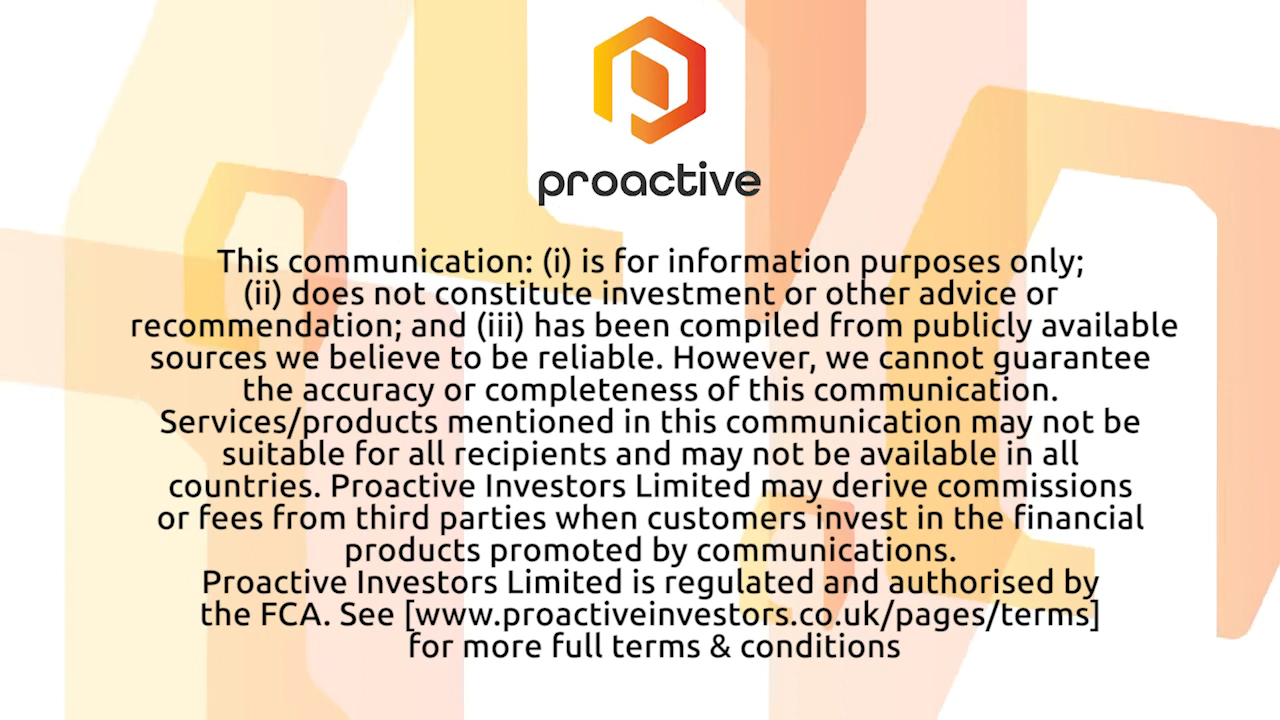 proactive
This communication: (i) is for information purposes only;
(ii) does not constitute investment or other advice or
recommendation; and (iii) has been compiled from publicly available
sources we believe to be reliable. However, we cannot guarantee
the accuracy or completeness of this communication.
Services/products mentioned in this communication may not be
suitable for all recipients and may not be available in all
countries. Proactive Investors Limited may derive commissions
or fees from third parties when customers invest in the financial
products promoted by communications.
Proactive Investors Limited is regulated and authorised by
the FCA. See [www.proactiveinvestors.co.uk/pages/terms]
for more full terms & conditions